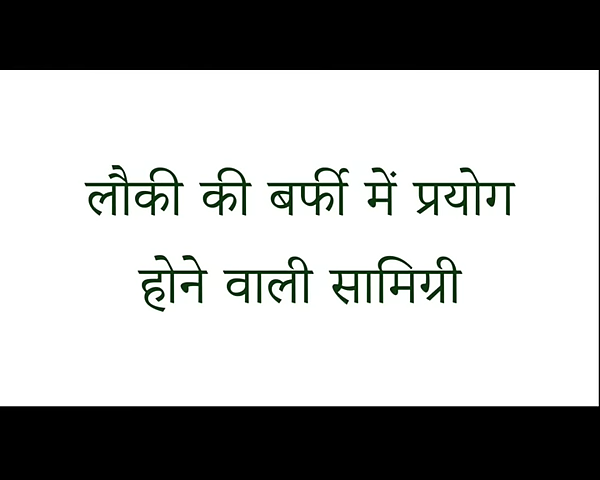 लौकी की बर्फी में प्रयोग
होने वाली सामिग्री